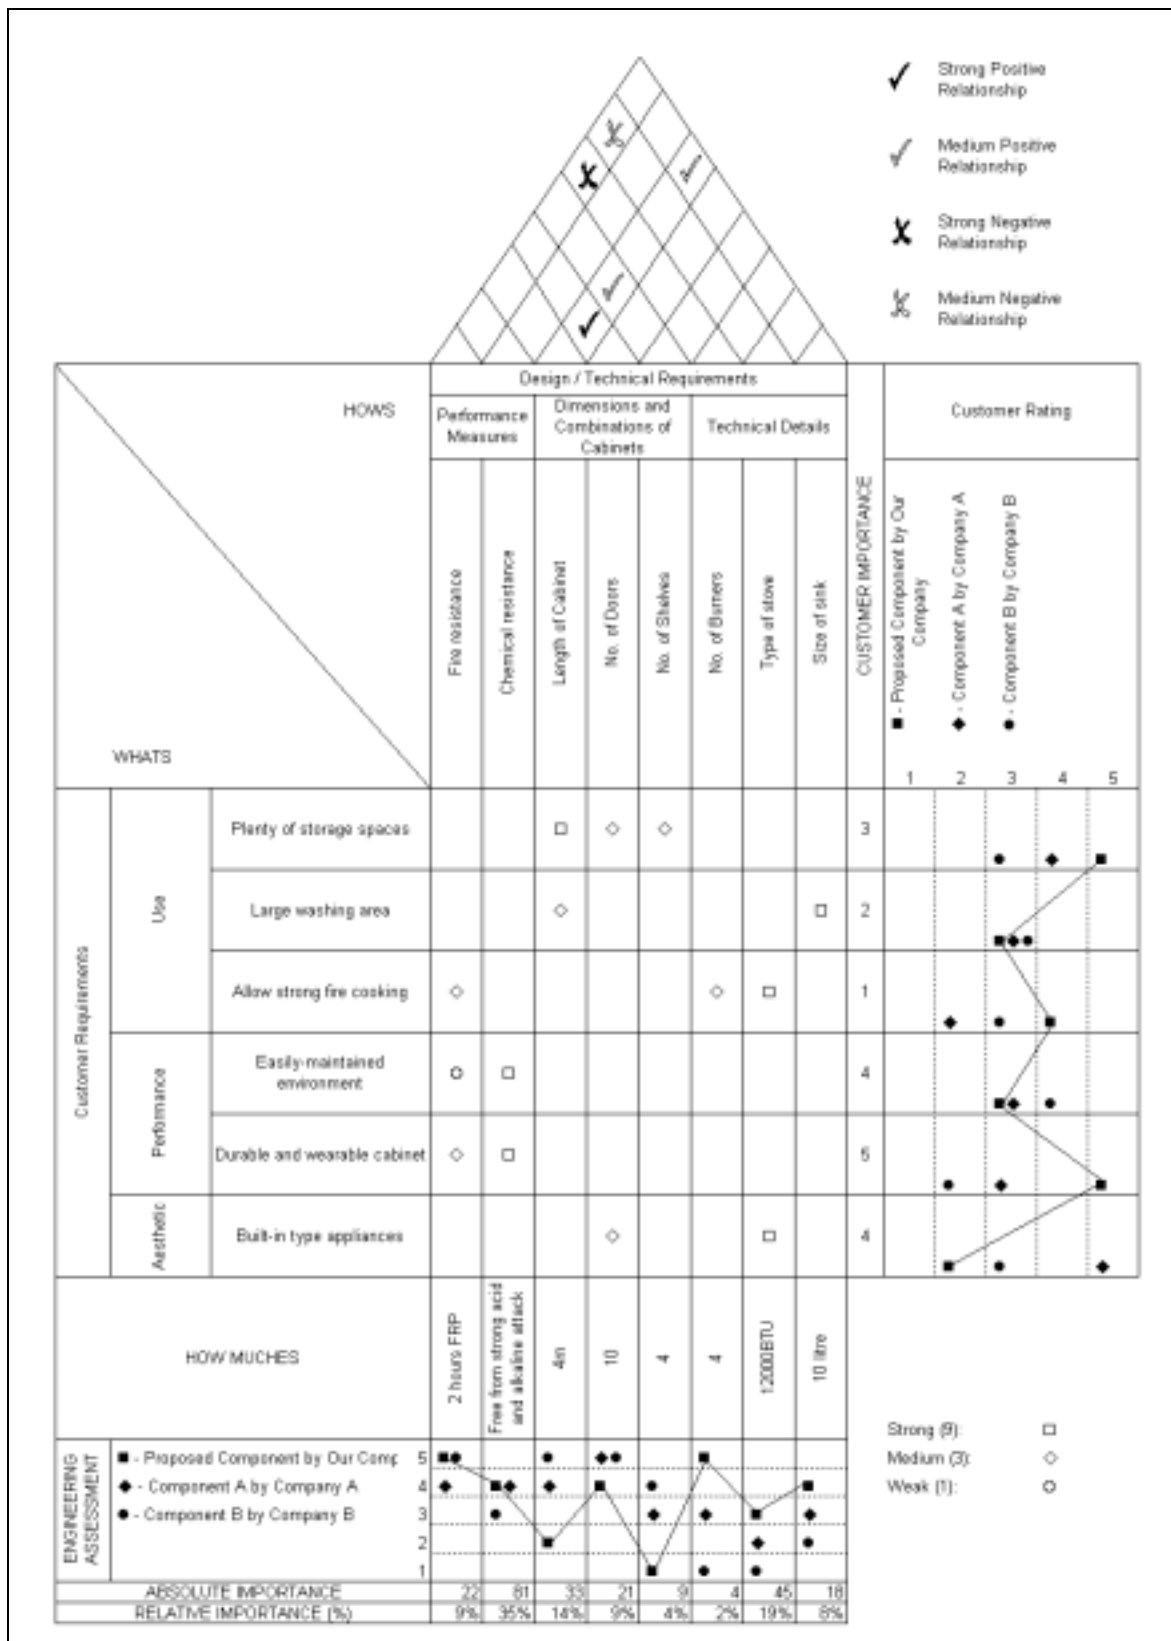 Strong Positive
Relationship
Medium Positive
Relationship
Strong Negative
Relationship
Medium Negative
Relationship
Design / Technical Requirements
HOWS
Performance
Measures
Dimensions and
Combinations of
Cabinets
Technical Details
Customer Rating
WHATS
Fire resistance
Chemical resistance
Length of Cabinet
No. of Doors
No. of Shelves
No. of Burners
Type of stove
Size of sink
CUSTOMER IMPORTANCE
- Proposed Component by Our
Company
- Component A by Company A
- Component B by Company B
1 2 3 4 5
Customer Requirements
Use
Plenty of storage spaces 3
Large washing area 2
Allow strong fire cooking 1
Performance
Easily-maintained
environment 4
Durable and wearable cabinet 5
Aesthetic
Built-in type appliances 4
HOW MUCHES
2 hours FRP
Free from strong acid
and alkaline attack
4m
10
4
4
12000BTU
10 litre
Strong (9):
Medium (3):
Weak (1):
ENGINEERING
ASSESSMENT
- Proposed Component by Our Comp 5
- Component A by Company A 4
- Component B by Company B 3
2
1
ABSOLUTE IMPORTANCE 22 81 33 21 9 4 45 18
RELATIVE IMPORTANCE (%) 9% 35% 14% 9% 4% 2% 19% 8%